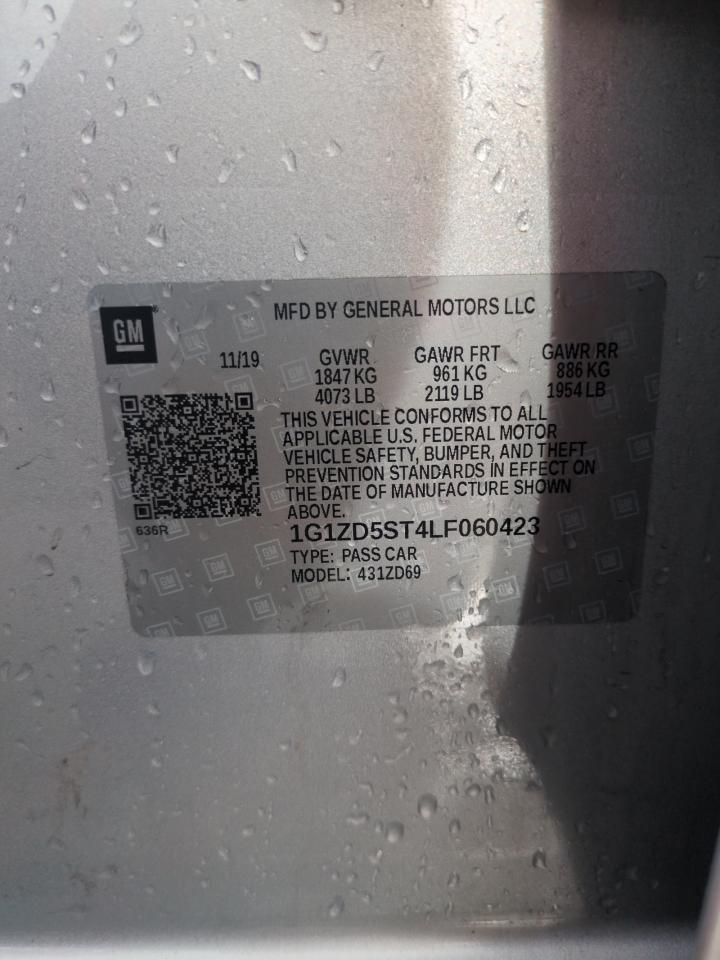 GM
MFD BY GENERAL MOTORS LLC
11/19 GVWR GAWR FRT GAWR RR
1847 KG 961 KG 886 KG
4073 LB 2119 LB 1954 LB
THIS VEHICLE CONFORMS TO ALL
APPLICABLE U.S. FEDERAL MOTOR
VEHICLE SAFETY, BUMPER, AND THEFT
PREVENTION STANDARDS IN EFFECT ON
THE DATE OF MANUFACTURE SHOWN
ABOVE.
636R
1G1ZD5ST4LF060423
TYPE: PASS CAR
MODEL: 431ZD69